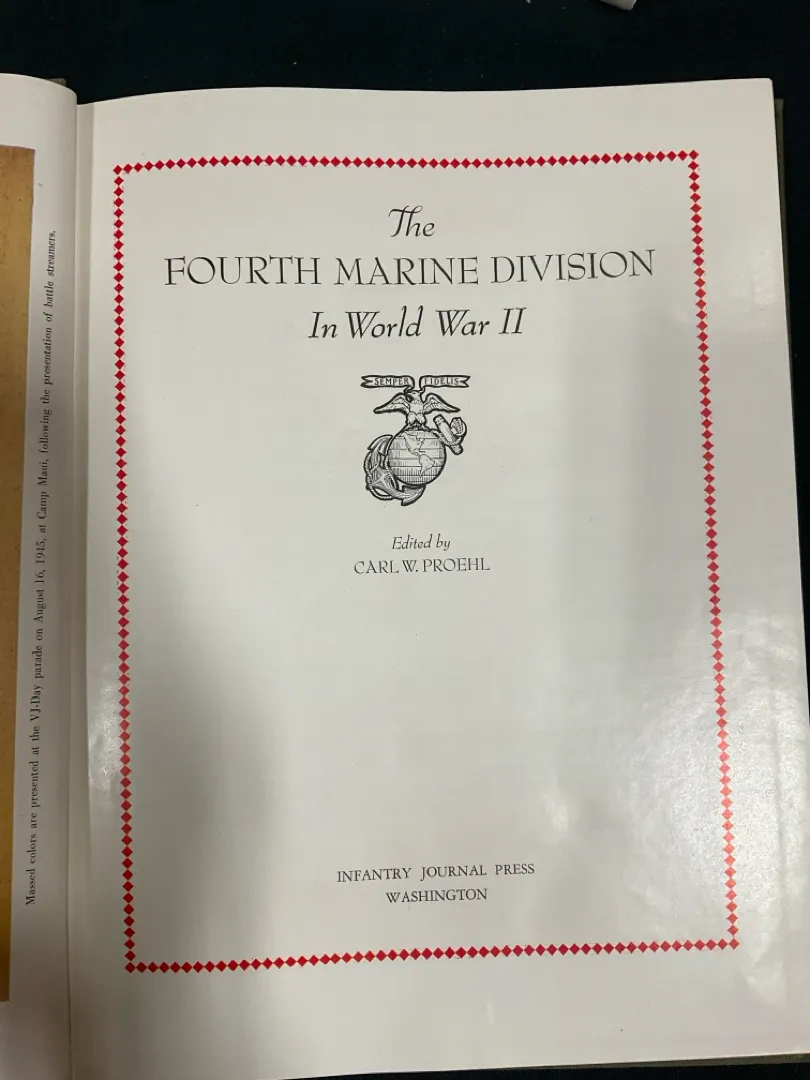 Massed colors are presented at the VJ-Day parade on August 16, 1945, at Camp Maui, following the presentation of battle streamers,
The
FOURTH MARINE DIVISION
In World War II
SEMPER FIDELIS
Edited by
CARL W. PROEHL
INFANTRY JOURNAL PRESS
WASHINGTON